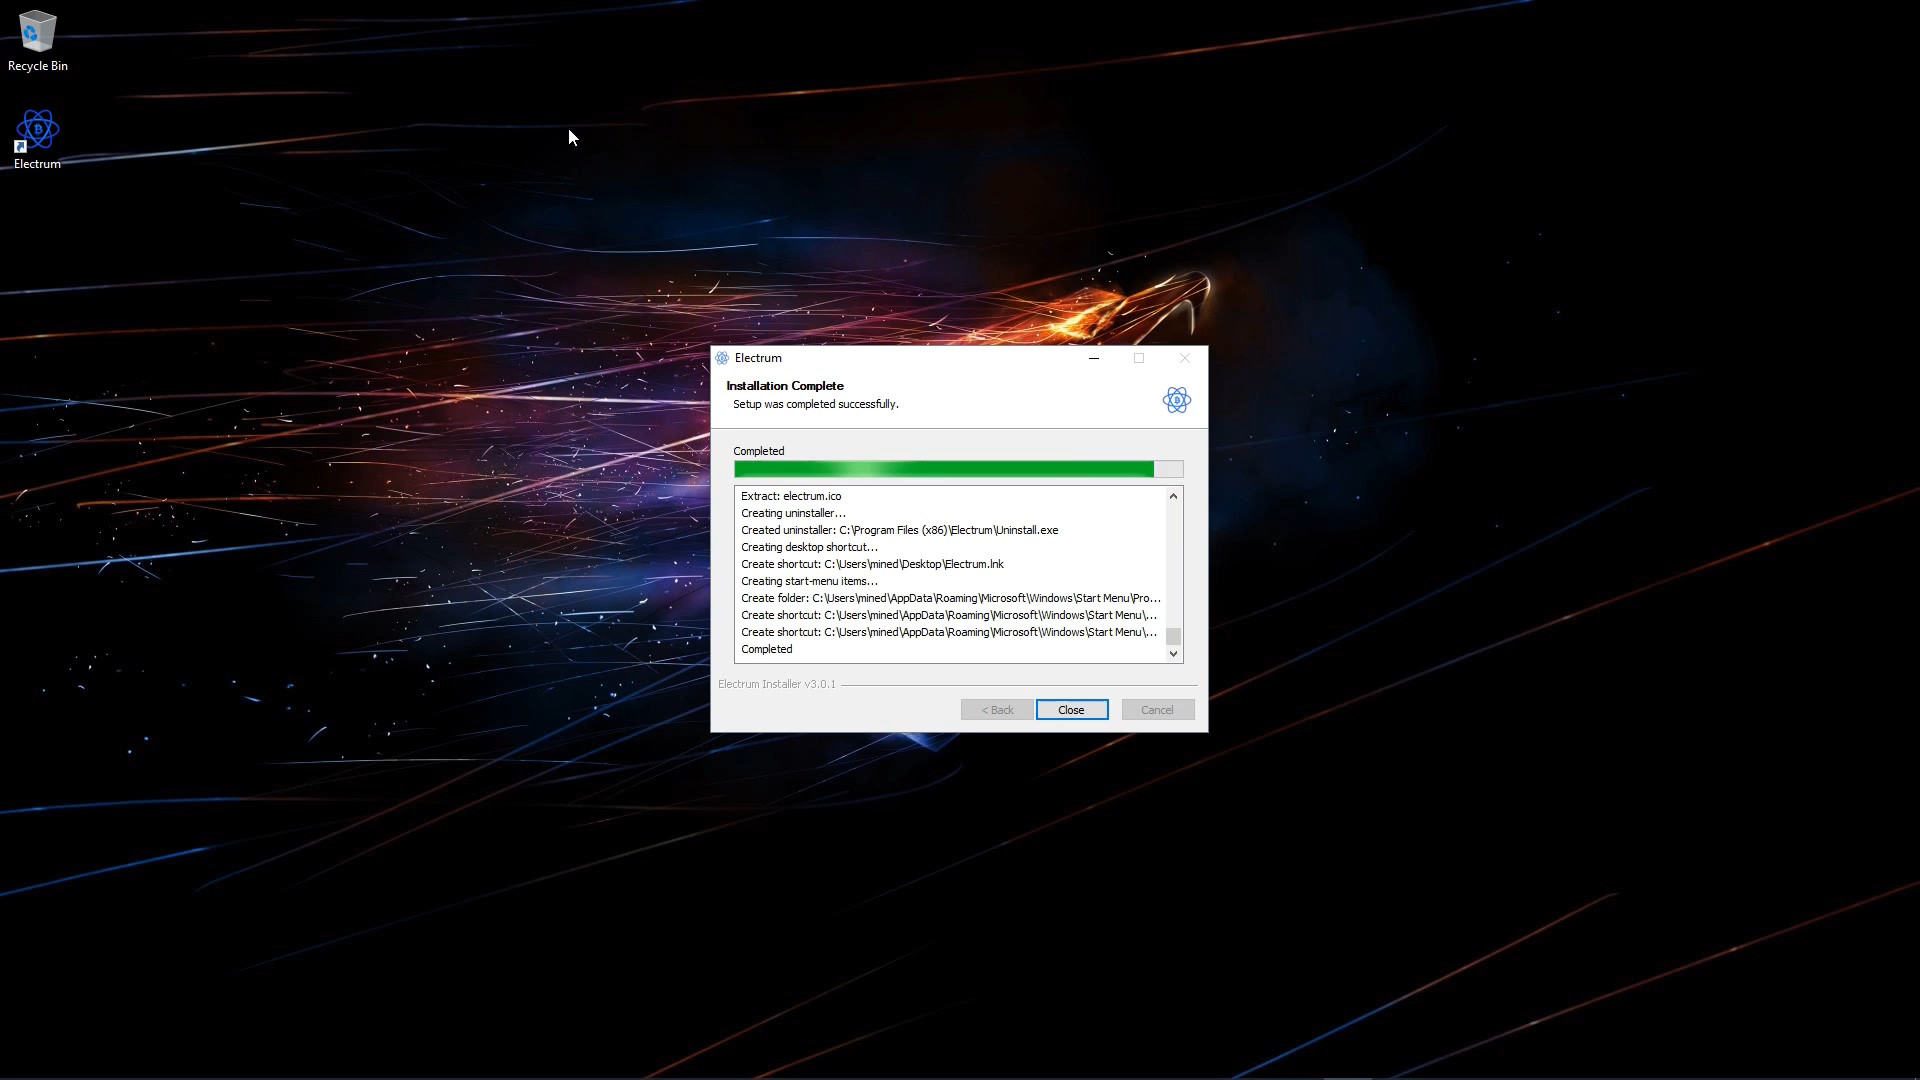 Recycle Bin
Electrum
Electrum
Installation Complete
Setup was completed successfully.
Completed
Extract: electrum.ico
Creating uninstaller...
Created uninstaller: C:\Program Files (x86)\Electrum\Uninstall.exe
Creating desktop shortcut...
Create shortcut: C:\Users\mined\Desktop\Electrum.lnk
Creating start-menu items...
Create folder: C:\Users\mined\AppData\Roaming\Microsoft\Windows\Start Menu\Pro...
Create shortcut: C:\Users\mined\AppData\Roaming\Microsoft\Windows\Start Menu\...
Create shortcut: C:\Users\mined\AppData\Roaming\Microsoft\Windows\Start Menu\...
Completed
Electrum Installer v3.0.1
< Back Close Cancel